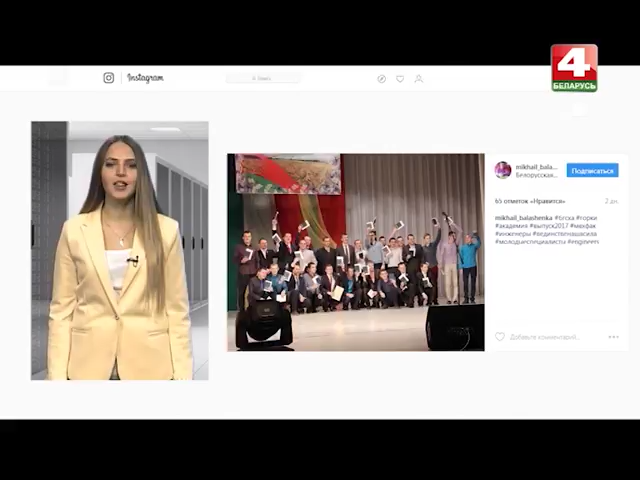 Instagram
4
БЕЛАРУСЬ
mikhail_bala...
Белорусская...
Подписаться
65 отметок «Нравится»
2 дн.
mikhail_balashenka #бгсха #горки
#академия #выпуск2017 #мехфак
#инженеры #вединственашасила
#молодыеспециалисты #engineers
Добавьте комментарий...